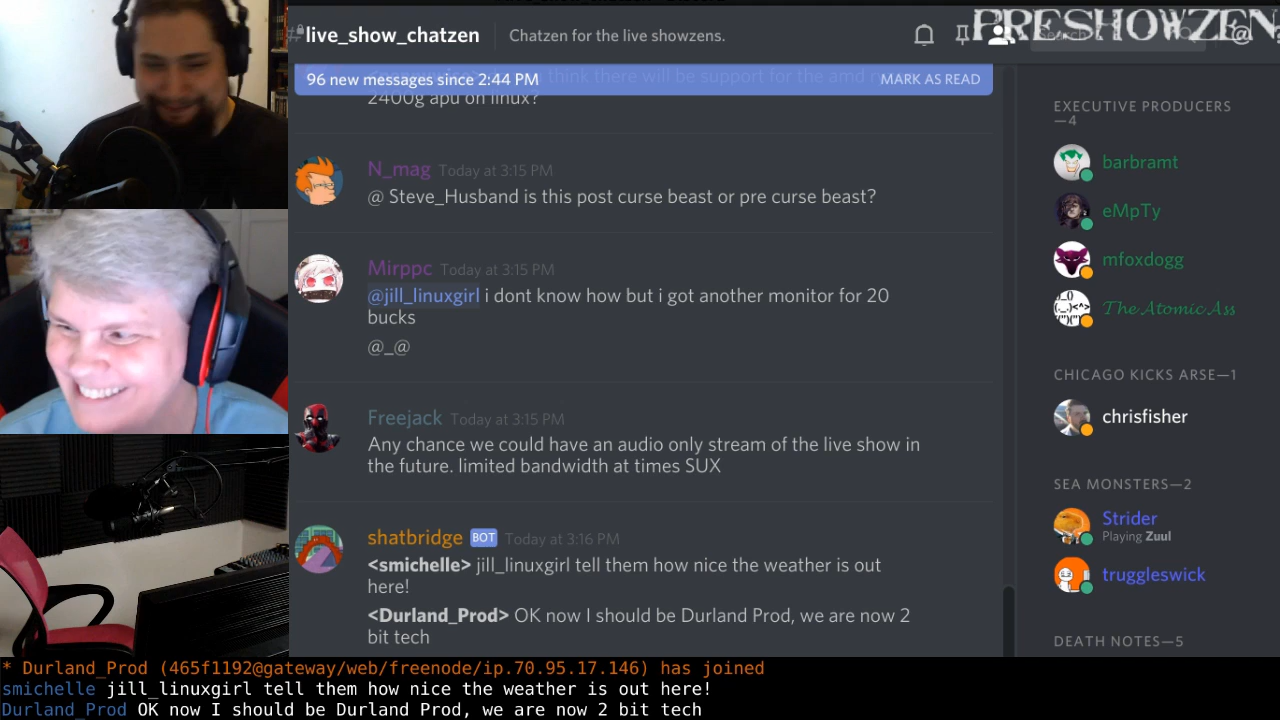 PRESHOWZEN
#live_show_chatzen
Chatzen for the live showzens.
Search
96 new messages since 2:44 PM
MARK AS READ
think there will be support for the amd
2400g apu on linux?
N_mag Today at 3:15 PM
@ Steve_Husband is this post curse beast or pre curse beast?
Mirppc Today at 3:15 PM
@jill_linuxgirl i dont know how but i got another monitor for 20
bucks
@_@
Freejack Today at 3:15 PM
Any chance we could have an audio only stream of the live show in
the future. limited bandwidth at times SUX
shatbridge BOT Today at 3:16 PM
<smichelle> jill_linuxgirl tell them how nice the weather is out
here!
<Durland_Prod> OK now I should be Durland Prod, we are now 2
bit tech
EXECUTIVE PRODUCERS
—4
barbramt
eMpTy
mfoxdogg
The Atomic Ass
CHICAGO KICKS ARSE—1
chrisfisher
SEA MONSTERS—2
Strider
Playing Zuul
truggleswick
DEATH NOTES—5
* Durland_Prod (465f1192@gateway/web/freenode/ip.70.95.17.146) has joined
smichelle jill_linuxgirl tell them how nice the weather is out here!
Durland_Prod OK now I should be Durland Prod, we are now 2 bit tech